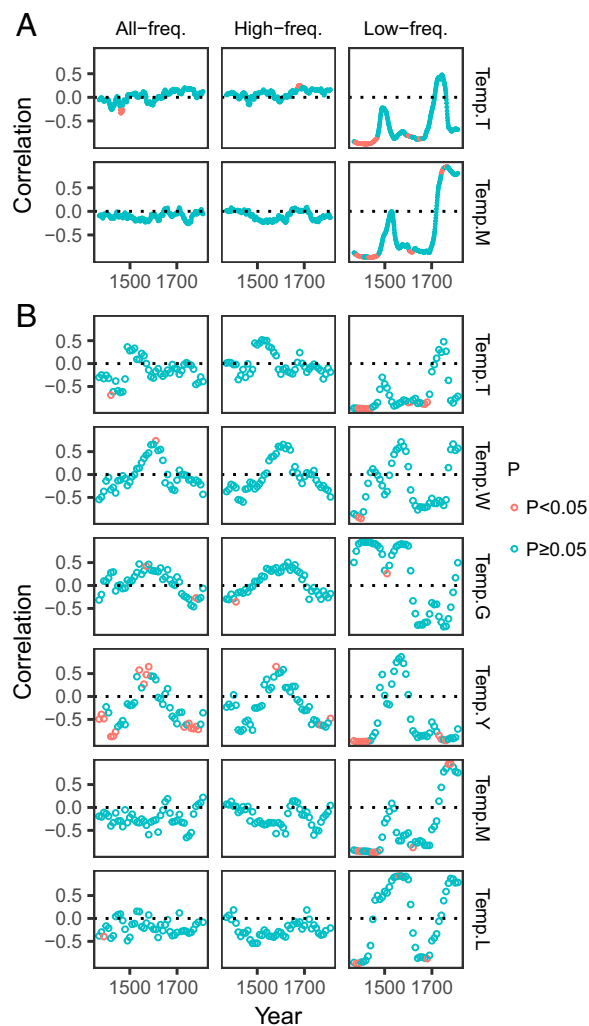 A
All−freq. High−freq. Low−freq.
Correlation
0.5
0.0
−0.5
Temp.T
0.5
0.0
−0.5
Temp.M
1500 1700 1500 1700 1500 1700
B
Correlation
0.5
0.0
−0.5
Temp.T
0.5
0.0
−0.5
Temp.W
0.5
0.0
−0.5
Temp.G
0.5
0.0
−0.5
Temp.Y
0.5
0.0
−0.5
Temp.M
0.5
0.0
−0.5
Temp.L
1500 1700 1500 1700 1500 1700
Year
P
P<0.05
P≥0.05